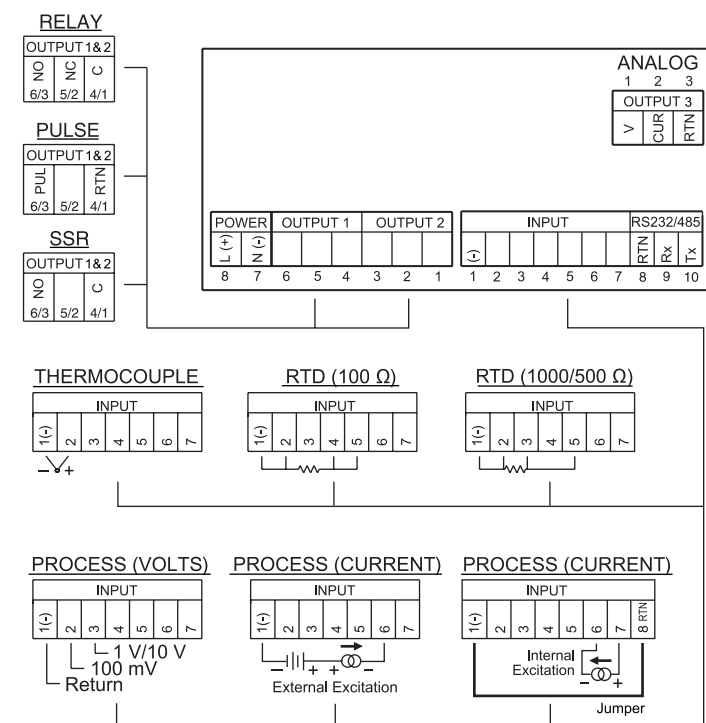 RELAY
OUTPUT 1&2
NO NC C
6/3 5/2 4/1
PULSE
OUTPUT 1&2
PUL RTN
6/3 5/2 4/1
SSR
OUTPUT 1&2
NO C
6/3 5/2 4/1
ANALOG
1 2 3
OUTPUT 3
V CUR RTN
POWER OUTPUT 1 OUTPUT 2 INPUT RS232/485
L (+) N (-) (-) RTN Rx Tx
8 7 6 5 4 3 2 1 1 2 3 4 5 6 7 8 9 10
THERMOCOUPLE
INPUT
1(-) 2 3 4 5 6 7
- +
RTD (100 Ω)
INPUT
1(-) 2 3 4 5 6 7
RTD (1000/500 Ω)
INPUT
1(-) 2 3 4 5 6 7
PROCESS (VOLTS)
INPUT
1(-) 2 3 4 5 6 7
1 V/10 V
100 mV
Return
PROCESS (CURRENT)
INPUT
1(-) 2 3 4 5 6 7
- + + -
External Excitation
PROCESS (CURRENT)
INPUT
1(-) 2 3 4 5 6 7 8 RTN
Internal
Excitation
- +
Jumper